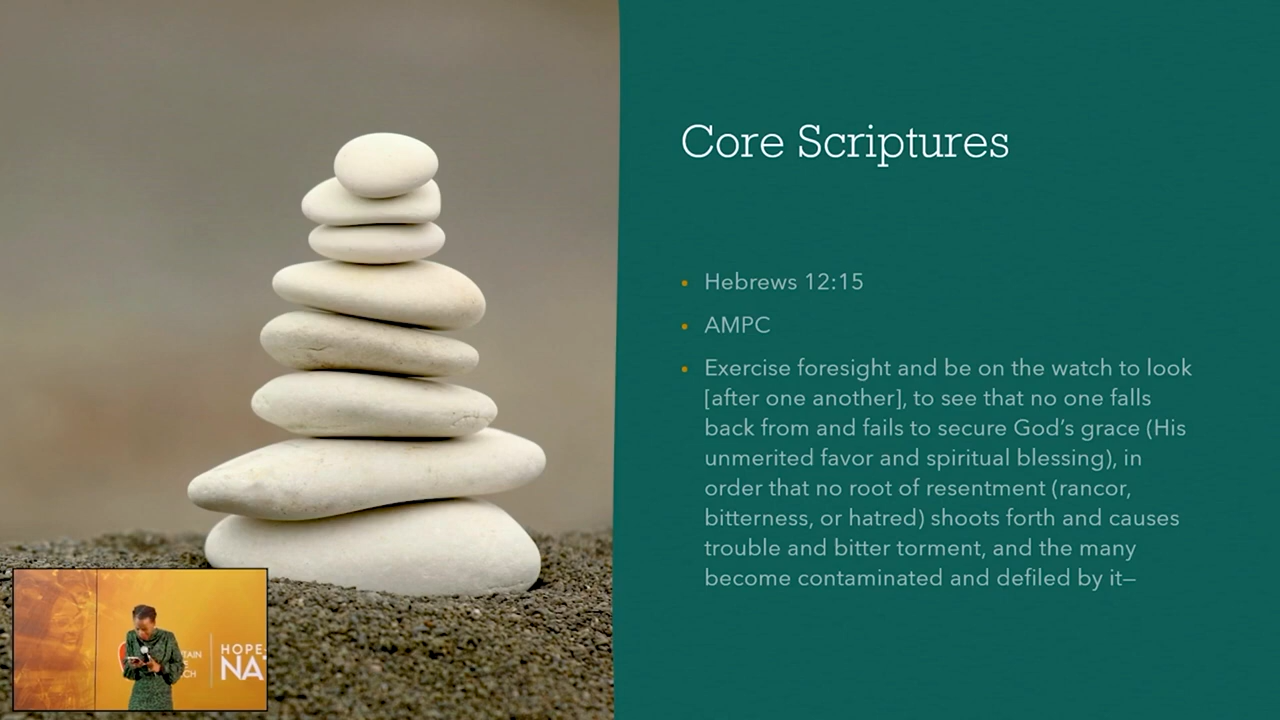 Core Scriptures
Hebrews 12:15
AMPC
Exercise foresight and be on the watch to look
[after one another], to see that no one falls
back from and fails to secure God’s grace (His
unmerited favor and spiritual blessing), in
order that no root of resentment (rancor,
bitterness, or hatred) shoots forth and causes
trouble and bitter torment, and the many
become contaminated and defiled by it—
HOPE
NA